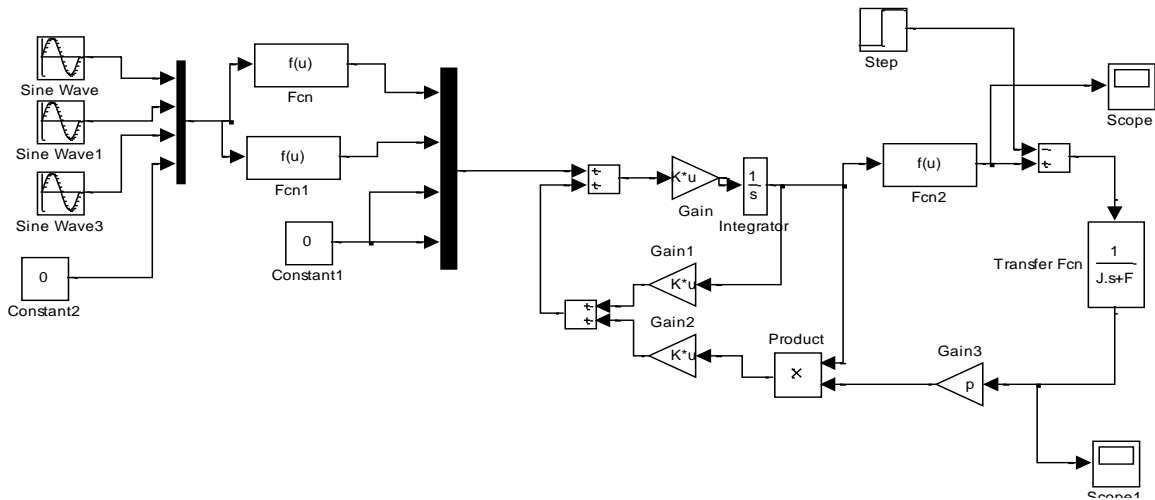 Sine Wave
Sine Wave1
Sine Wave3
0
Constant2
f(u)
Fcn
f(u)
Fcn1
0
Constant1
K*u
Gain
1
s
Integrator
Gain1
K*u
Gain2
K*u
Product
×
Step
f(u)
Fcn2
Scope
−
+
Transfer Fcn
1
J.s+F
Gain3
p
Scope1
+
+
+
+